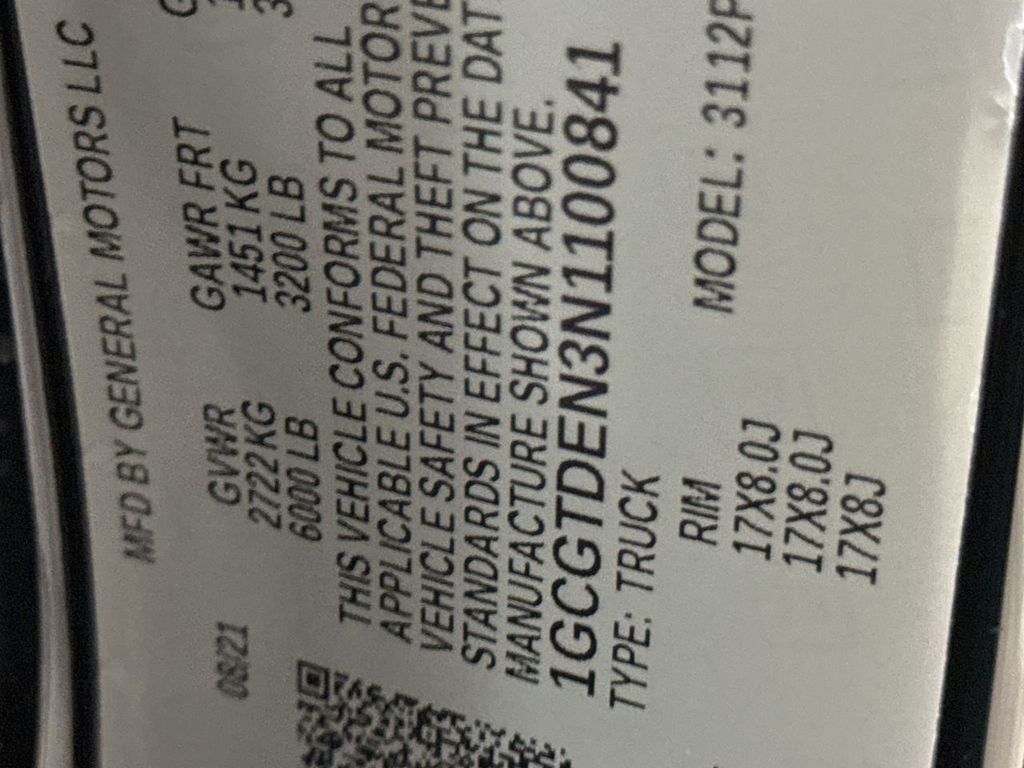 MFD BY GENERAL MOTORS LLC
08/21 GVWR GAWR FRT
2722 KG 1451 KG
6000 LB 3200 LB
THIS VEHICLE CONFORMS TO ALL
APPLICABLE U.S. FEDERAL MOTOR
VEHICLE SAFETY AND THEFT PREVE
STANDARDS IN EFFECT ON THE DAT
MANUFACTURE SHOWN ABOVE.
1GCGTDEN3N1100841
TYPE: TRUCK MODEL: 3112P
RIM
17X8.0J
17X8.0J
17X8J